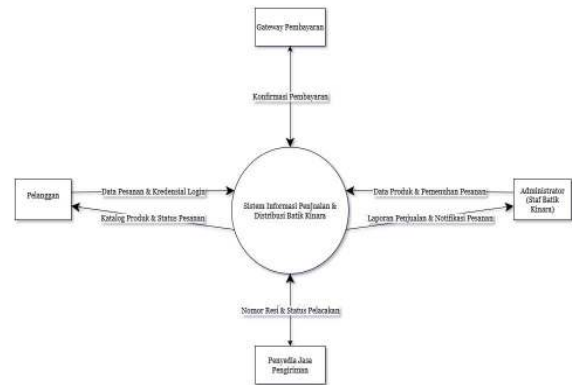 Gateway Pembayaran
Konfirmasi Pembayaran
Pelanggan
Data Pesanan & Kredensial Login
Katalog Produk & Status Pesanan
Sistem Informasi Penjualan &
Distribusi Batik Kinara
Data Produk & Pemenuhan Pesanan
Laporan Penjualan & Notifikasi Pesanan
Administrator
(Staf Batik
Kinara)
Nomor Resi & Status Pelacakan
Penyedia Jasa
Pengiriman